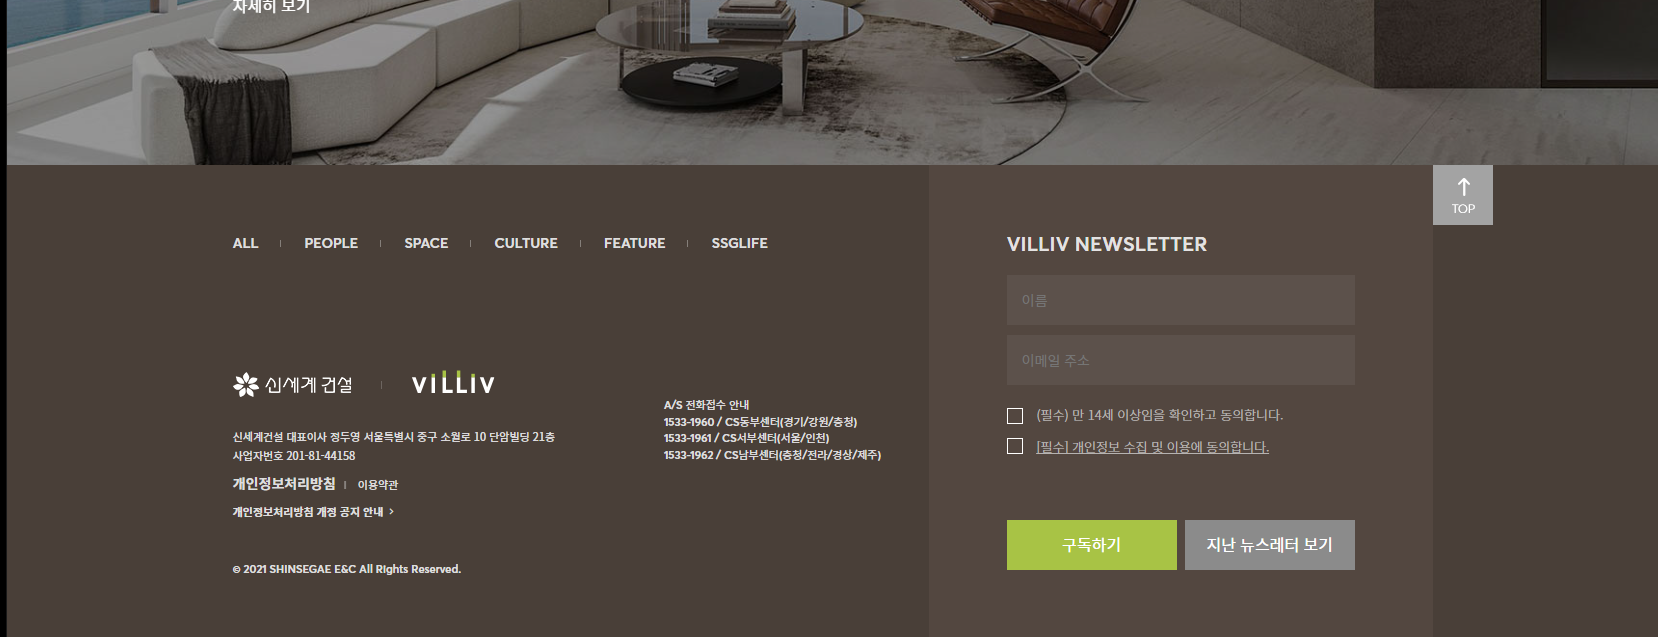 자세히 보기
TOP
ALL PEOPLE SPACE CULTURE FEATURE SSGLIFE
신세계 건설 VILLIV
신세계건설 대표이사 정두영 서울특별시 중구 소월로 10 단암빌딩 21층
사업자번호 201-81-44158
개인정보처리방침 이용약관
개인정보처리방침 개정 공지 안내 >
© 2021 SHINSEGAE E&C All Rights Reserved.
A/S 전화접수 안내
1533-1960 / CS동부센터(경기/강원/충청)
1533-1961 / CS서부센터(서울/인천)
1533-1962 / CS남부센터(충청/전라/경상/제주)
VILLIV NEWSLETTER
이름
이메일 주소
(필수) 만 14세 이상임을 확인하고 동의합니다.
[필수] 개인정보 수집 및 이용에 동의합니다.
구독하기 지난 뉴스레터 보기